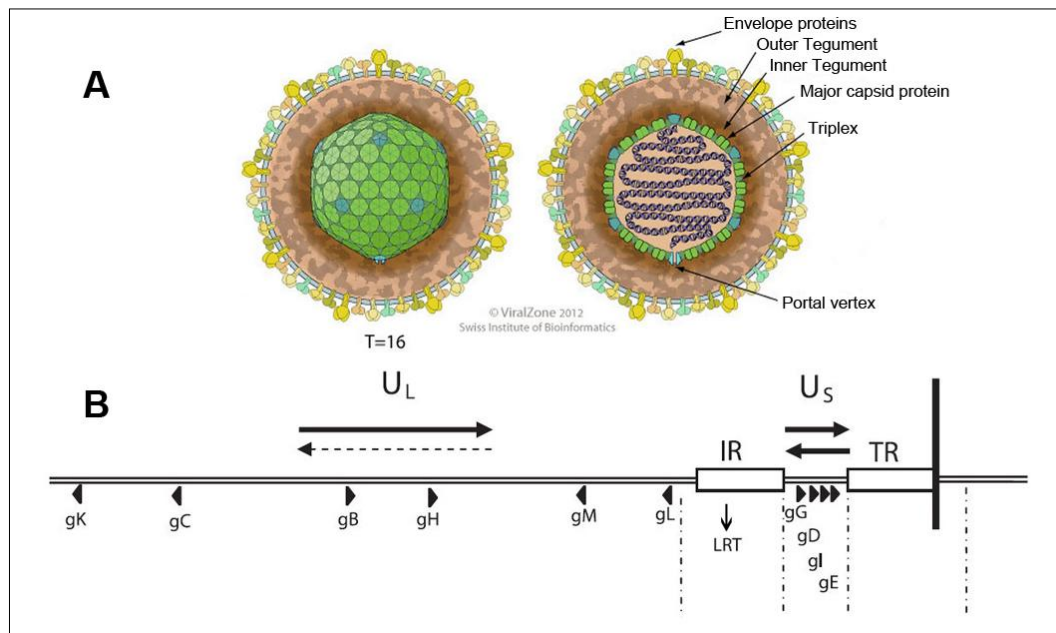 A
Envelope proteins
Outer Tegument
Inner Tegument
Major capsid protein
Triplex
Portal vertex
© ViralZone 2012
Swiss Institute of Bioinformatics
T=16
B
UL
US
IR
TR
gK
gC
gB
gH
gM
gL
LRT
gG
gD
gI
gE